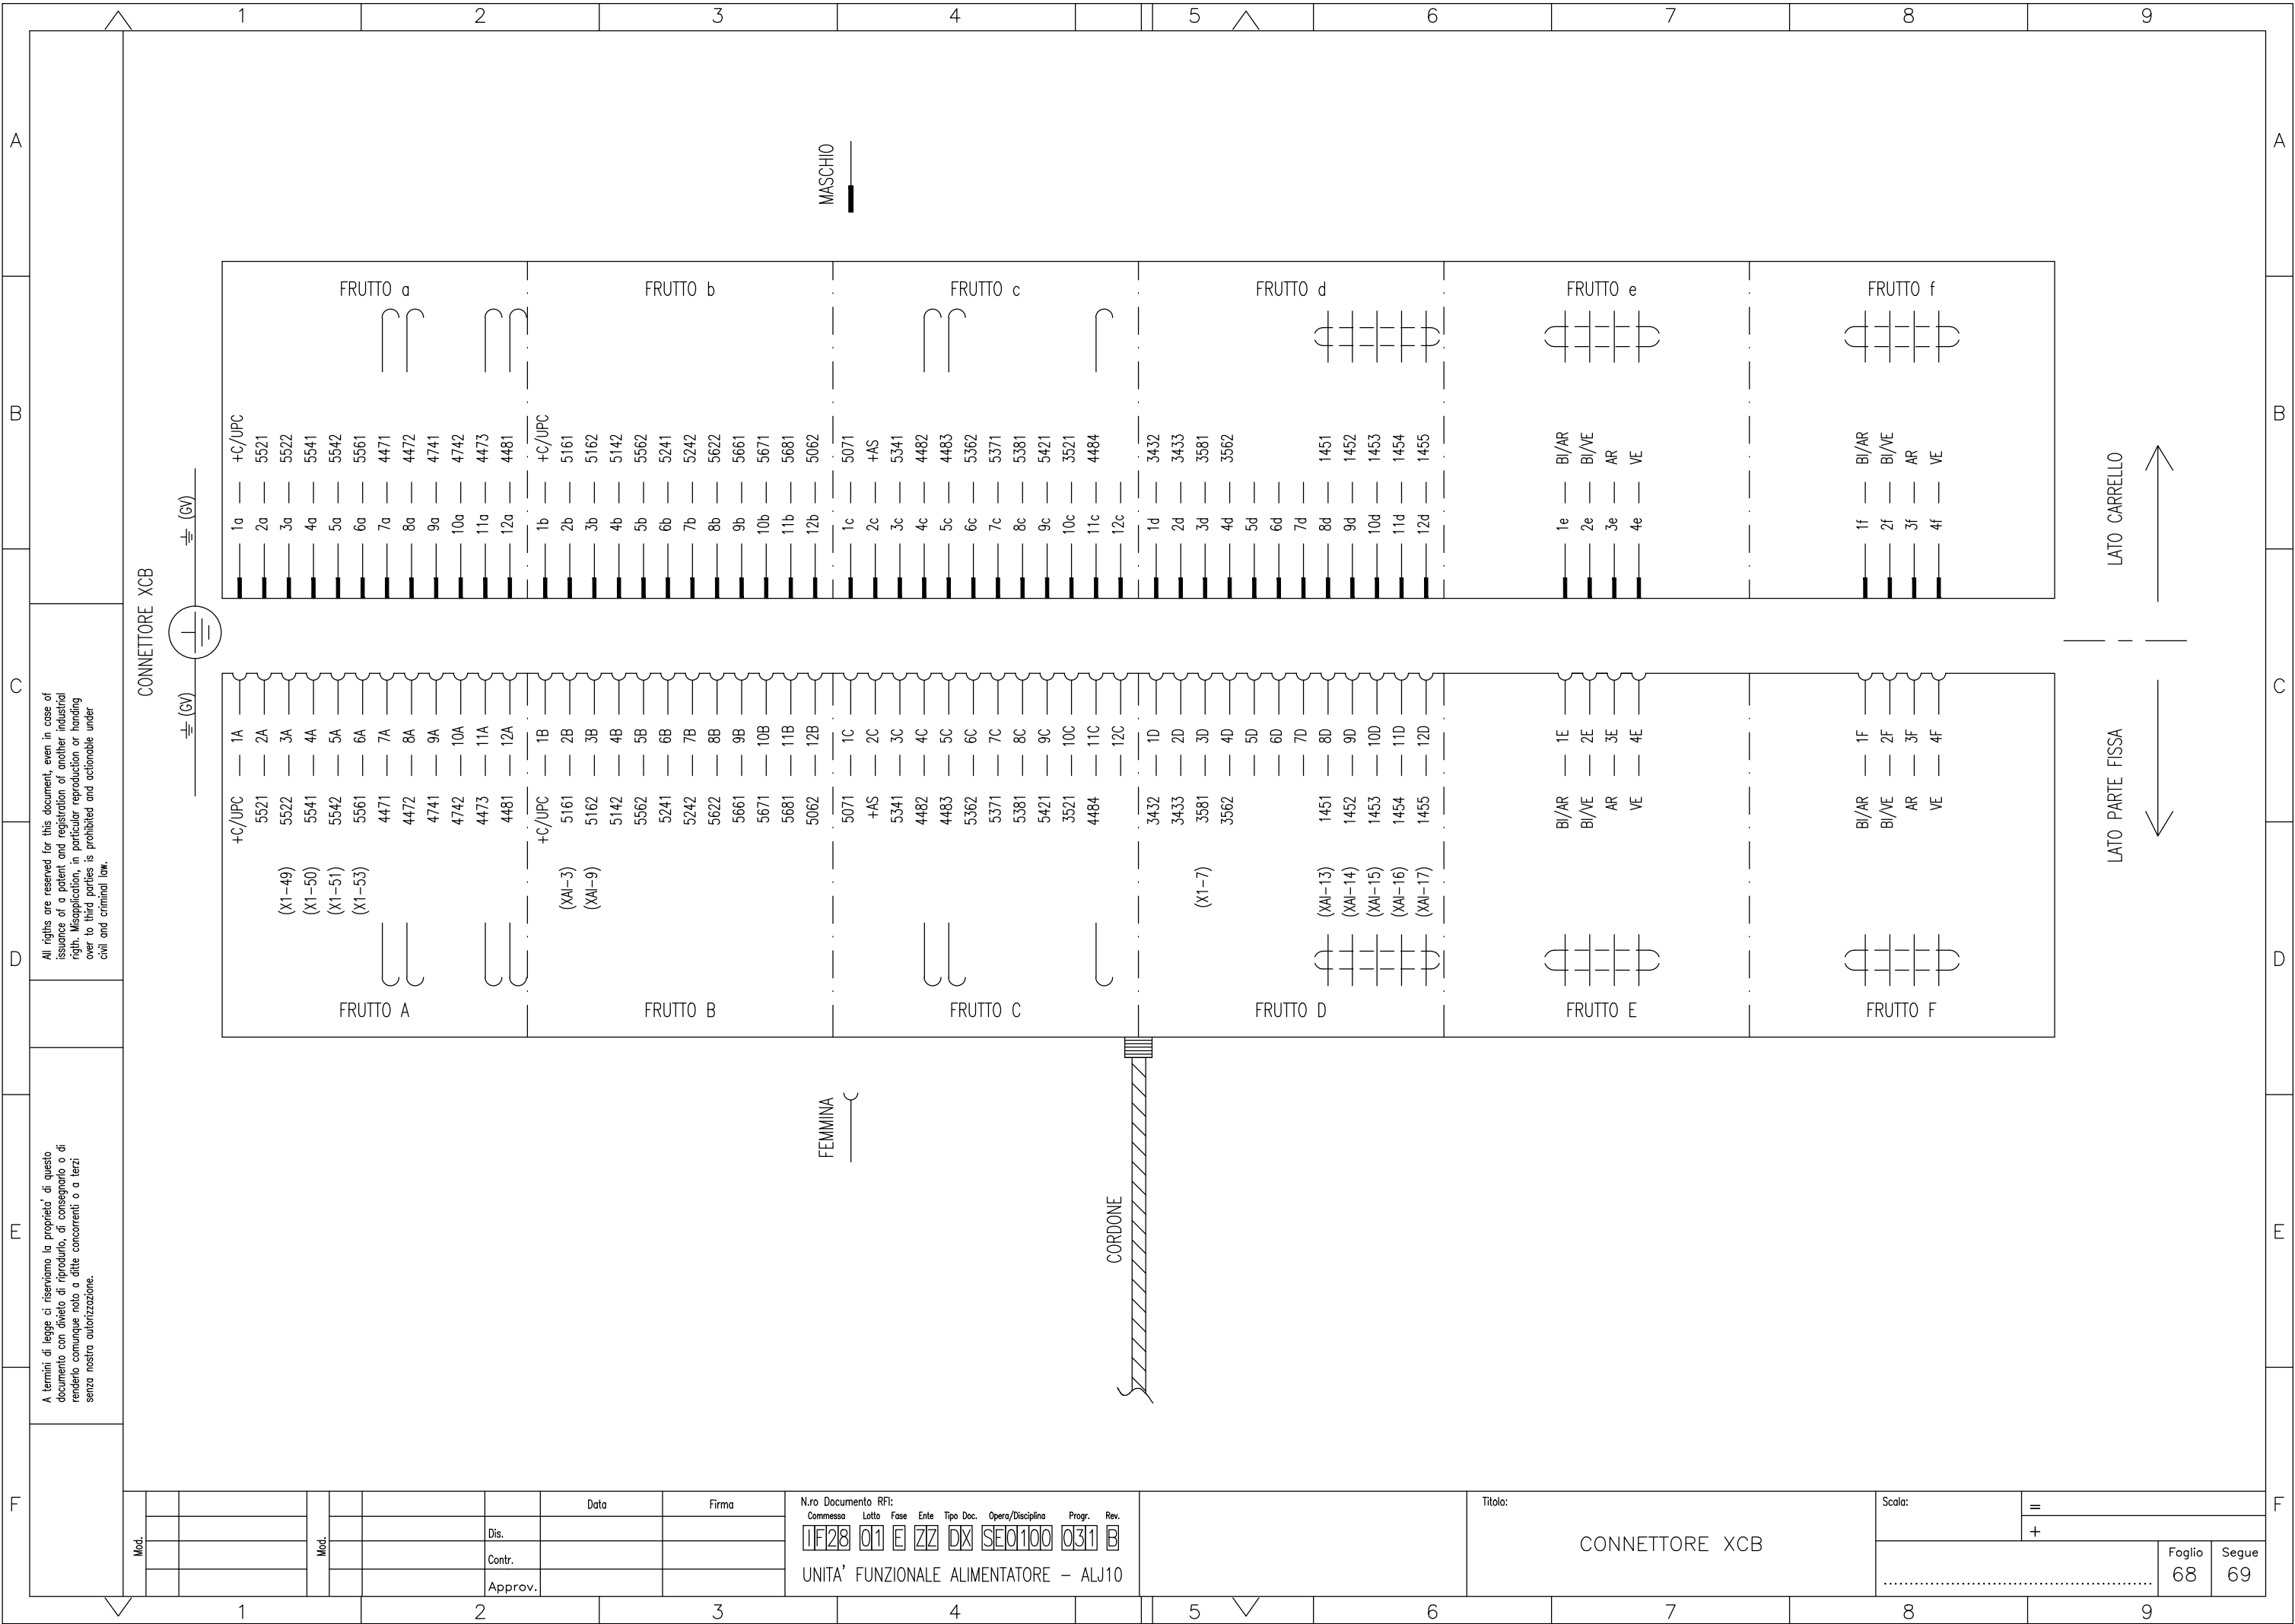 1 2 3 4 5 6 7 8 9
A A
B B
C C
D D
E E
F F
MASCHIO
CONNETTORE XCB
(GV)
(GV)
FRUTTO a FRUTTO b FRUTTO c FRUTTO d FRUTTO e FRUTTO f
+C/UPC 5521 5522 5541 5542 5561 4471 4472 4741 4742 4473 4481
1a 2a 3a 4a 5a 6a 7a 8a 9a 10a 11a 12a
+C/UPC 5161 5162 5142 5562 5241 5242 5622 5661 5671 5681 5062
1b 2b 3b 4b 5b 6b 7b 8b 9b 10b 11b 12b
5071 +AS 5341 4482 4483 5362 5371 5381 5421 3521 4484
1c 2c 3c 4c 5c 6c 7c 8c 9c 10c 11c 12c
3432 3433 3581 3562 1451 1452 1453 1454 1455
1d 2d 3d 4d 5d 6d 7d 8d 9d 10d 11d 12d
BI/AR BI/VE AR VE
1e 2e 3e 4e
BI/AR BI/VE AR VE
1f 2f 3f 4f
LATO CARRELLO
LATO PARTE FISSA
1A 2A 3A 4A 5A 6A 7A 8A 9A 10A 11A 12A
+C/UPC 5521 5522 5541 5542 5561 4471 4472 4741 4742 4473 4481
(X1-49) (X1-50) (X1-51) (X1-53)
1B 2B 3B 4B 5B 6B 7B 8B 9B 10B 11B 12B
+C/UPC 5161 5162 5142 5562 5241 5242 5622 5661 5671 5681 5062
(XAI-3) (XAI-9)
1C 2C 3C 4C 5C 6C 7C 8C 9C 10C 11C 12C
5071 +AS 5341 4482 4483 5362 5371 5381 5421 3521 4484
1D 2D 3D 4D 5D 6D 7D 8D 9D 10D 11D 12D
3432 3433 3581 3562 1451 1452 1453 1454 1455
(X1-7) (XAI-13) (XAI-14) (XAI-15) (XAI-16) (XAI-17)
1E 2E 3E 4E
BI/AR BI/VE AR VE
1F 2F 3F 4F
BI/AR BI/VE AR VE
FRUTTO A FRUTTO B FRUTTO C FRUTTO D FRUTTO E FRUTTO F
FEMMINA
CORDONE
All rigths are reserved for this document, even in case of
issuance of a patent and registration of another industrial
rigth. Misapplication, in particular reproduction or handing
over to third parties is prohibited and actionable under
civil and criminal law.
A termini di legge ci riserviamo la proprieta' di questo
documento con divieto di riprodurlo, di consegnarlo o di
renderlo comunque noto a ditte concorrenti o a terzi
senza nostra autorizzazione.
Mod.
Mod.
Data Firma
Dis.
Contr.
Approv.
N.ro Documento RFI:
Commessa Lotto Fase Ente Tipo Doc. Opera/Disciplina Progr. Rev.
IF28 01 E ZZ DX SE0100 031 B
UNITA' FUNZIONALE ALIMENTATORE – ALJ10
Titolo:
CONNETTORE XCB
Scala:
=
+
Foglio Segue
68 69
1 2 3 4 5 6 7 8 9